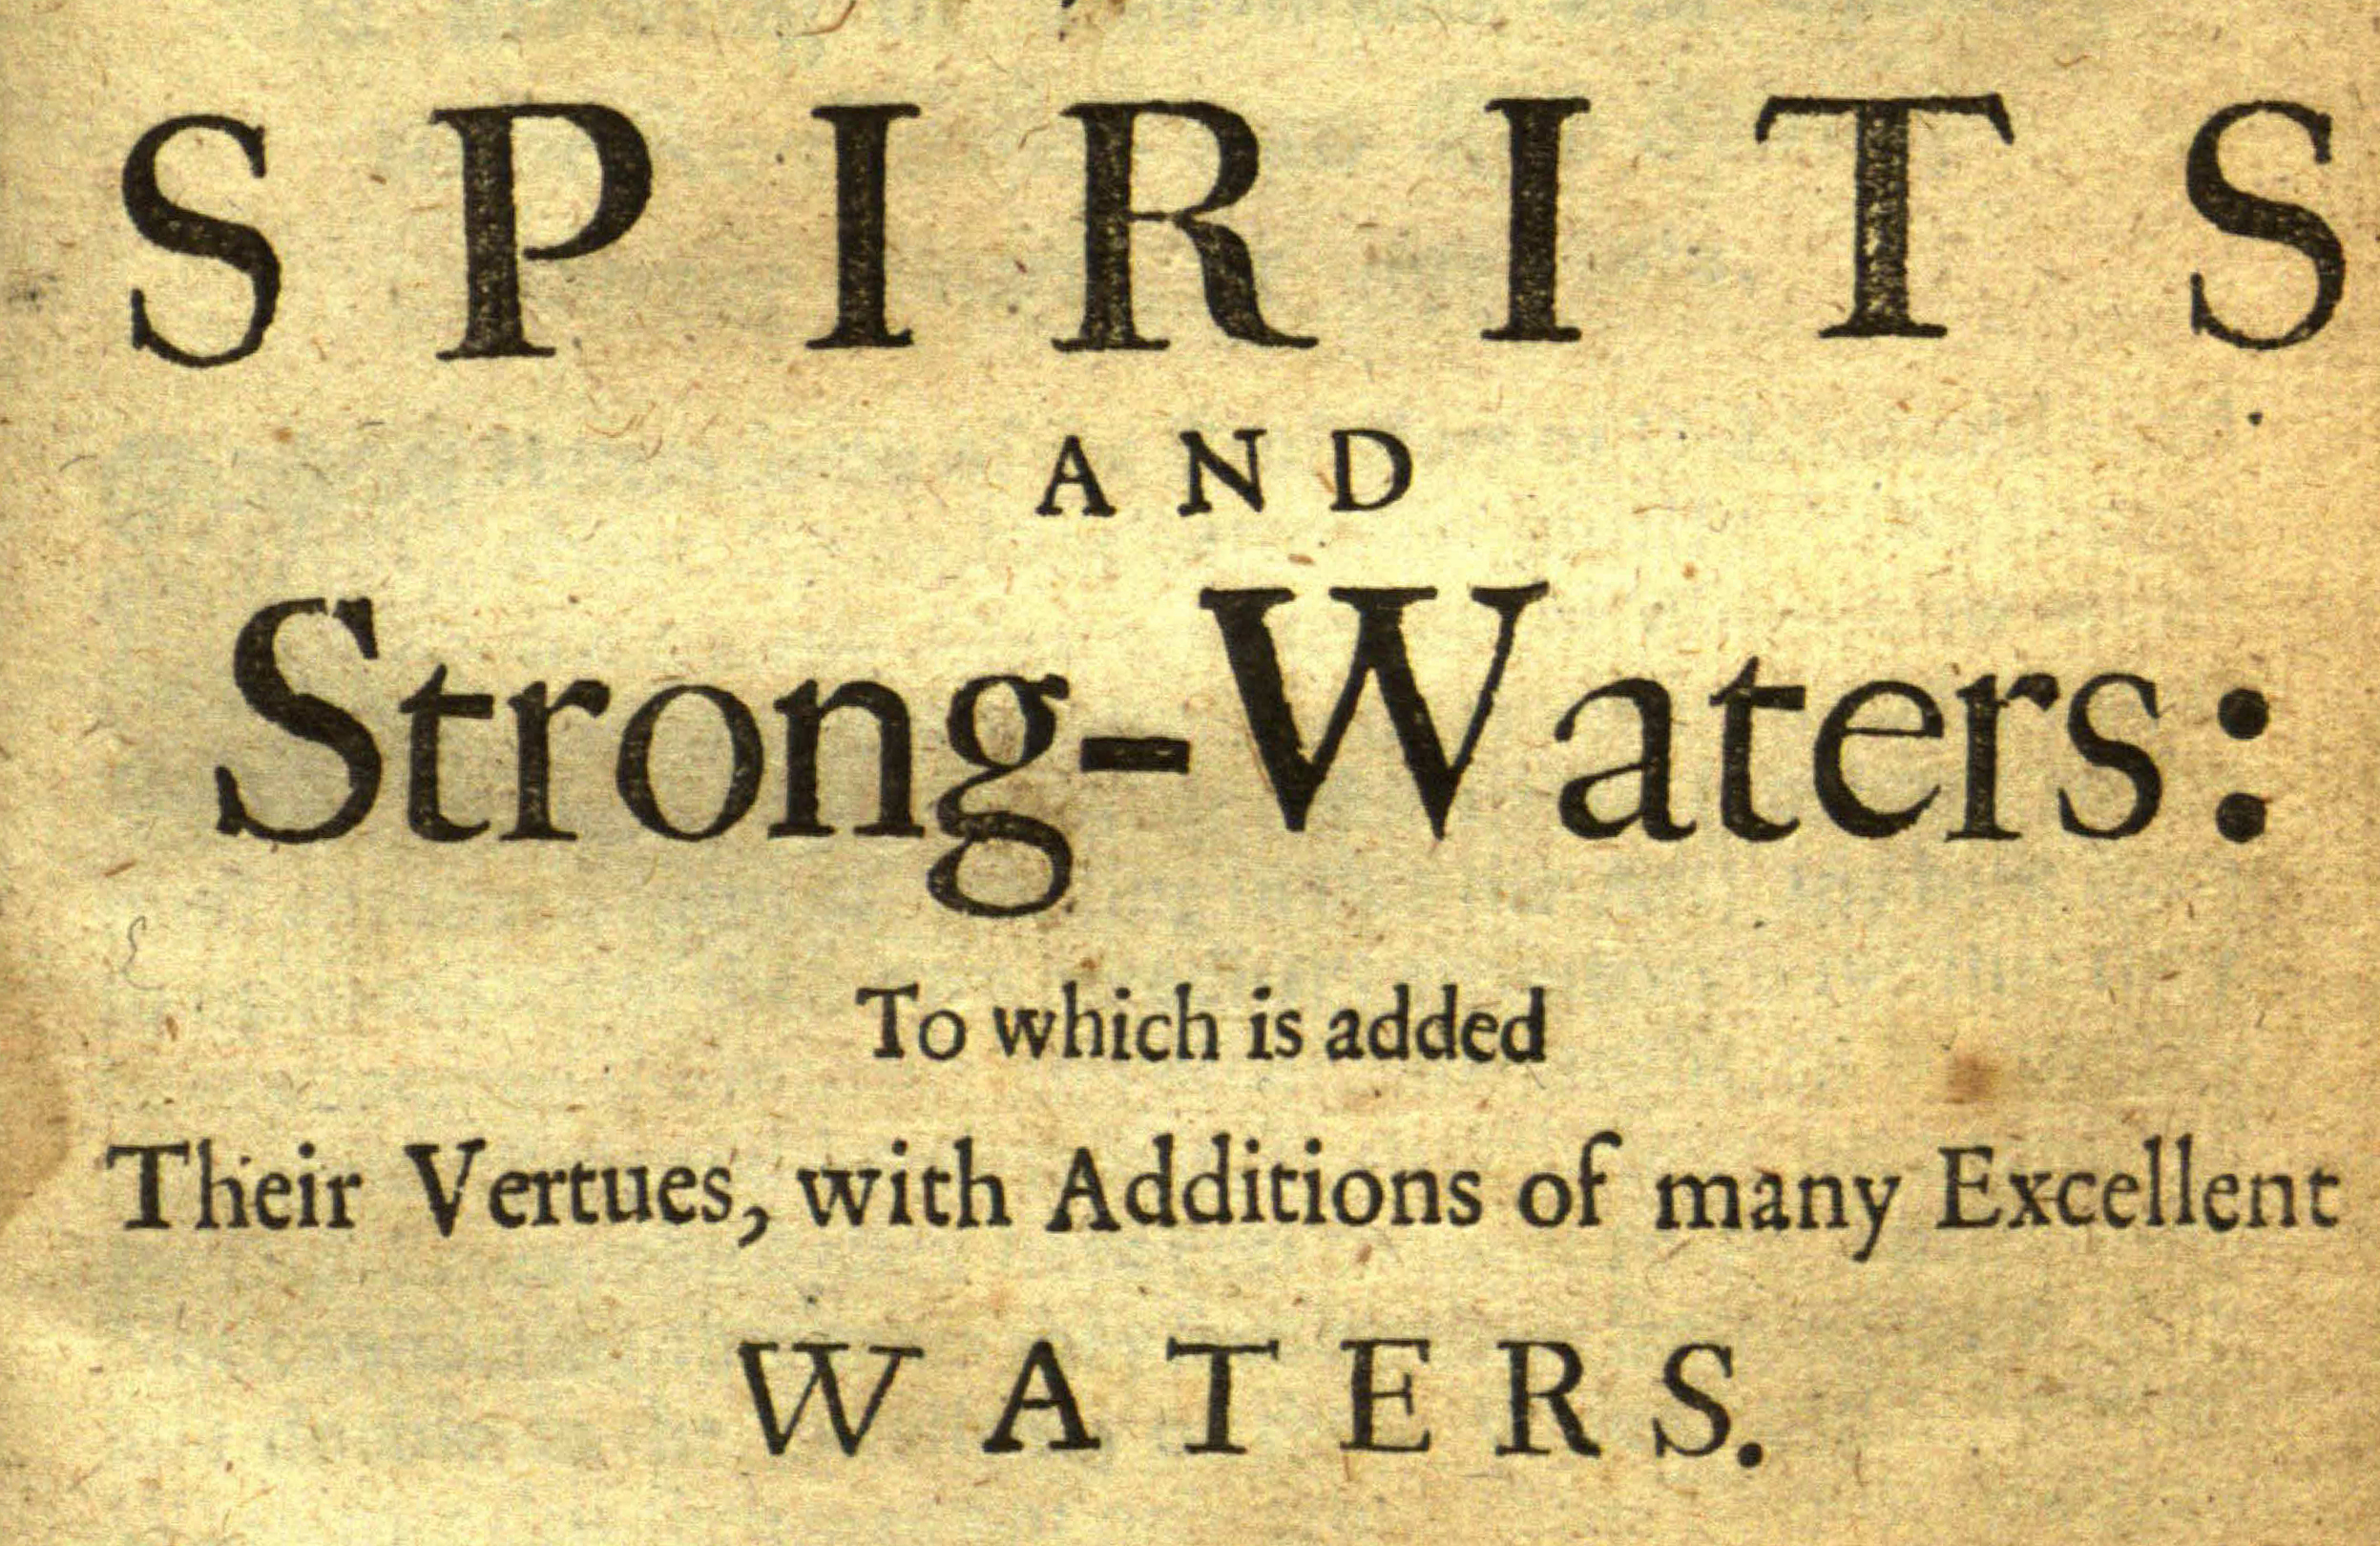 SPIRITS
AND
Strong-Waters:
To which is added
Their Vertues, with Additions of many Excellent
WATERS.